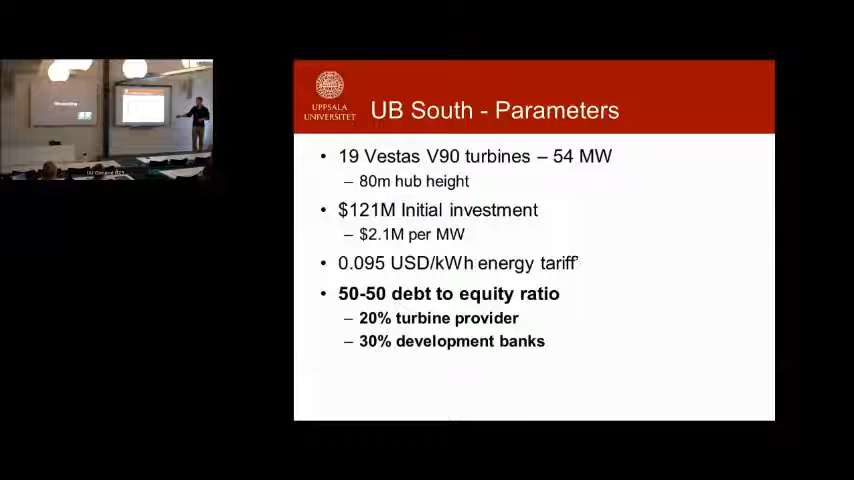 UPPSALA
UNIVERSITET
UB South - Parameters
• 19 Vestas V90 turbines – 54 MW
– 80m hub height
• $121M Initial investment
– $2.1M per MW
• 0.095 USD/kWh energy tariff
• 50-50 debt to equity ratio
– 20% turbine provider
– 30% development banks